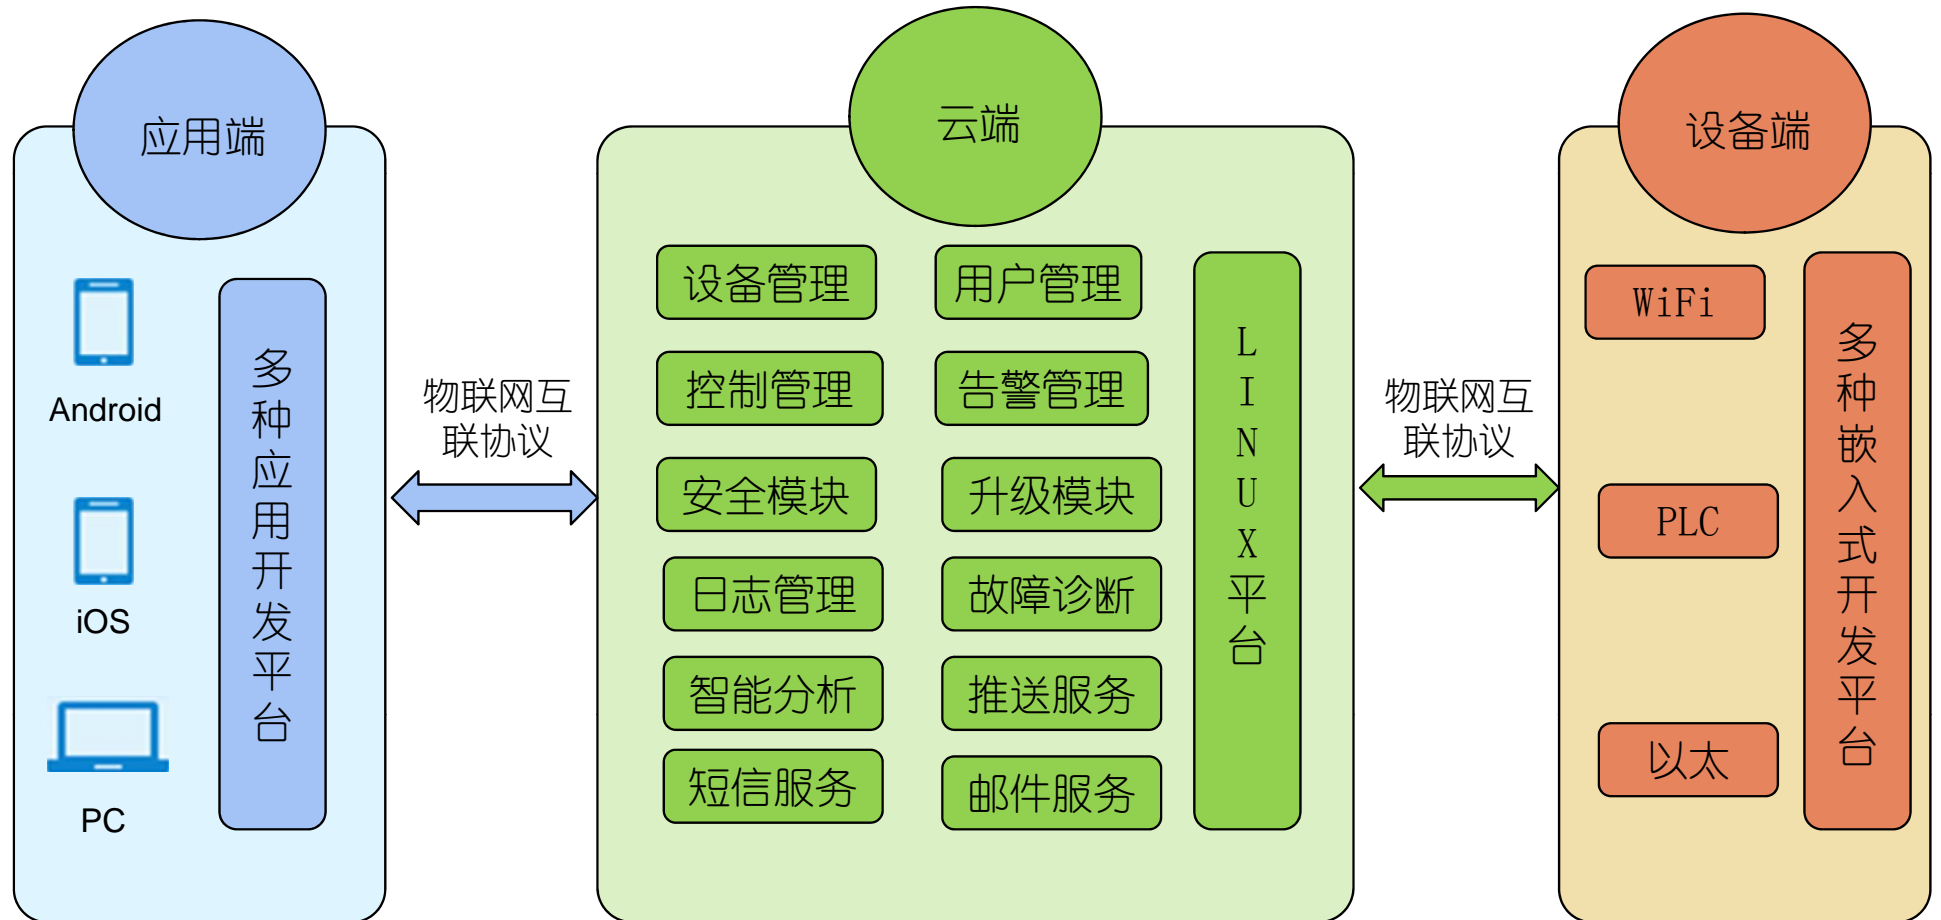 应用端
Android
iOS
PC
多种应用开发平台
物联网互
联协议
云端
设备管理
用户管理
控制管理
告警管理
安全模块
升级模块
日志管理
故障诊断
智能分析
推送服务
短信服务
邮件服务
LINUX平台
物联网互
联协议
设备端
WiFi
PLC
以太
多种嵌入式开发平台